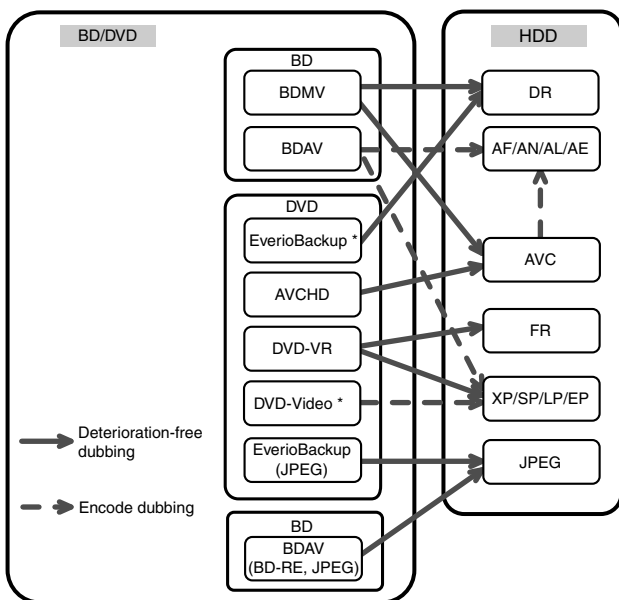 BD/DVD
HDD
BD
BDMV
BDAV
DVD
EverioBackup *
AVCHD
DVD-VR
DVD-Video *
EverioBackup
(JPEG)
BD
BDAV
(BD-RE, JPEG)
DR
AF/AN/AL/AE
AVC
FR
XP/SP/LP/EP
JPEG
Deterioration-free
dubbing
Encode dubbing